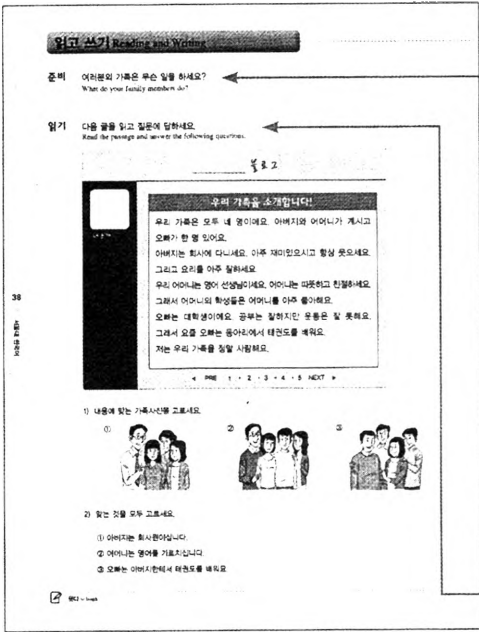 읽고 쓰기 Reading and Writing
준비 여러분의 가족은 무슨 일을 하세요?
What do your family members do?
읽기 다음 글을 읽고 질문에 답하세요.
Read the passage and answer the following questions.
블로그
우리 가족을 소개합니다!
우리 가족은 모두 네 명이에요. 아버지와 어머니가 계시고
오빠가 한 명 있어요.
아버지는 회사에 다니세요. 아주 재미있으시고 항상 웃으세요.
그리고 요리를 아주 잘하세요.
우리 어머니는 영어 선생님이세요. 어머니는 따뜻하고 친절하세요.
그래서 어머니의 학생들은 어머니를 아주 좋아해요.
오빠는 대학생이에요. 공부는 잘하지만 운동은 잘 못해요.
그래서 요즘 오빠는 동아리에서 태권도를 배워요.
저는 우리 가족을 정말 사랑해요.
◄ PRE 1 • 2 • 3 • 4 • 5 NEXT ►
38
서울대 한국어
1) 내용에 맞는 가족사진을 고르세요.
① ② ③
2) 맞는 것을 모두 고르세요.
① 아버지는 회사원이십니다.
② 어머니는 영어를 가르치십니다.
③ 오빠는 아버지한테서 태권도를 배워요.